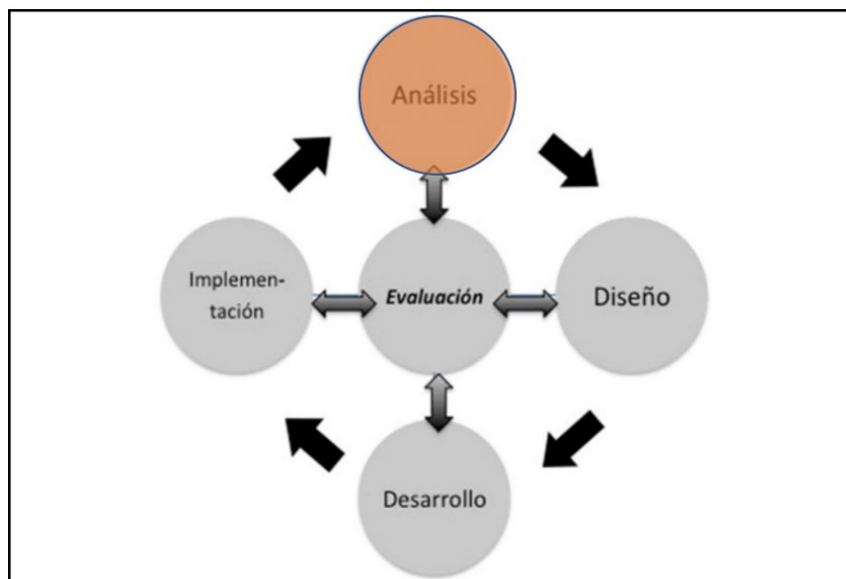 Análisis
Implemen-
tación
Evaluación
Diseño
Desarrollo